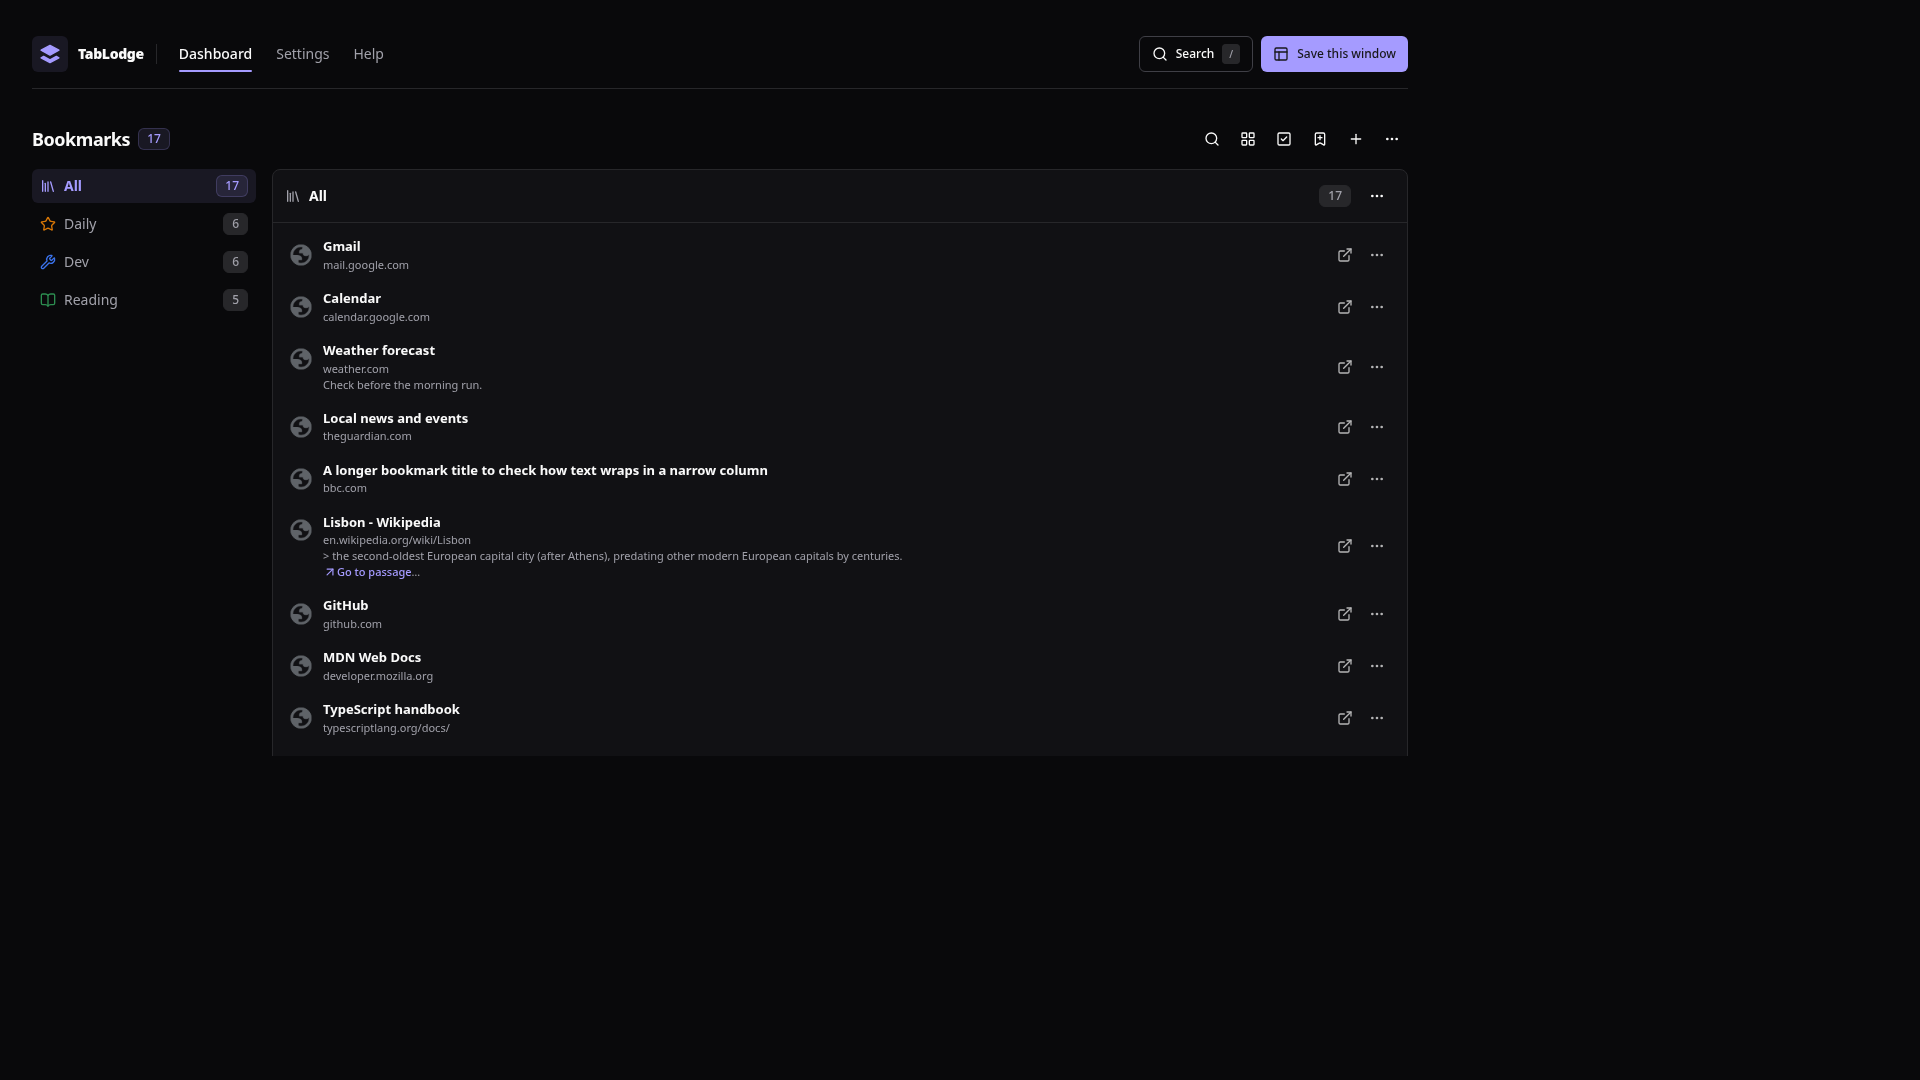 TabLodge
Dashboard
Settings
Help
Search /
Save this window
Bookmarks 17
All 17
Daily 6
Dev 6
Reading 5
All 17
Gmail
mail.google.com
Calendar
calendar.google.com
Weather forecast
weather.com
Check before the morning run.
Local news and events
theguardian.com
A longer bookmark title to check how text wraps in a narrow column
bbc.com
Lisbon - Wikipedia
en.wikipedia.org/wiki/Lisbon
> the second-oldest European capital city (after Athens), predating other modern European capitals by centuries.
Go to passage…
GitHub
github.com
MDN Web Docs
developer.mozilla.org
TypeScript handbook
typescriptlang.org/docs/